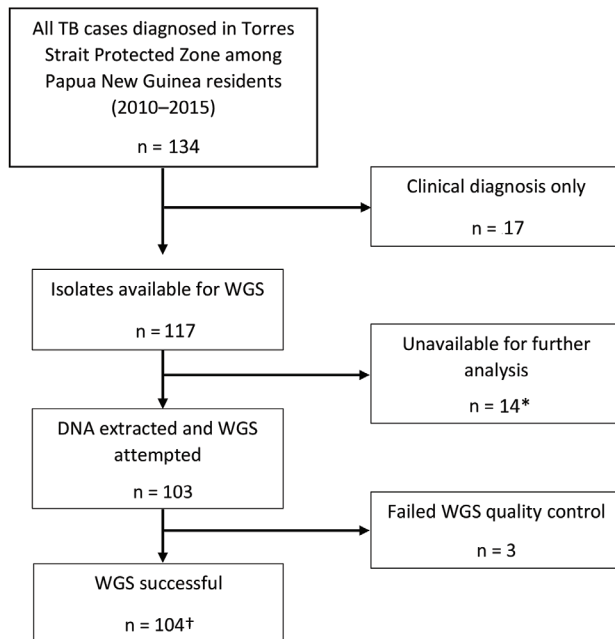 All TB cases diagnosed in Torres
Strait Protected Zone among
Papua New Guinea residents
(2010–2015)
n = 134
Clinical diagnosis only
n = 17
Isolates available for WGS
n = 117
Unavailable for further
analysis
n = 14*
DNA extracted and WGS
attempted
n = 103
Failed WGS quality control
n = 3
WGS successful
n = 104†